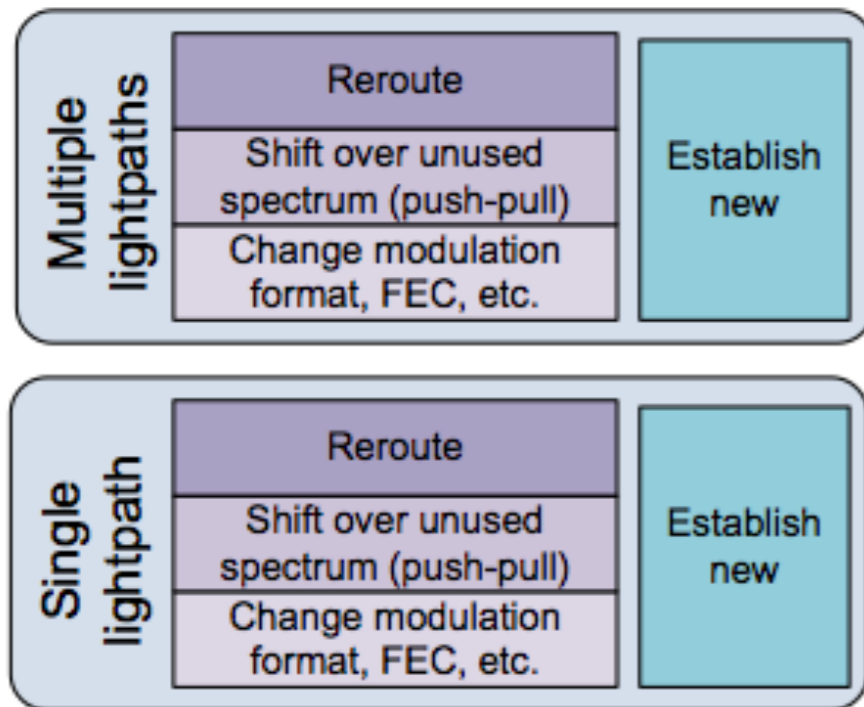 Multiple
lightpaths
Reroute
Shift over unused
spectrum (push-pull)
Change modulation
format, FEC, etc.
Establish
new
Single
lightpath
Reroute
Shift over unused
spectrum (push-pull)
Change modulation
format, FEC, etc.
Establish
new